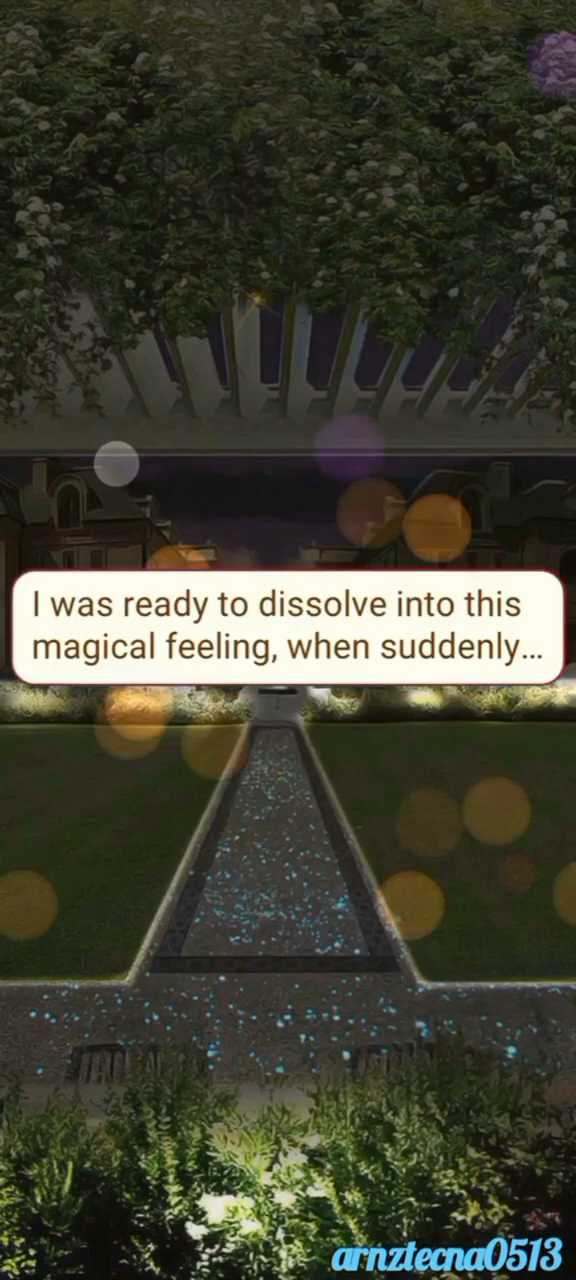 I was ready to dissolve into this
magical feeling, when suddenly...
arnztecna0513